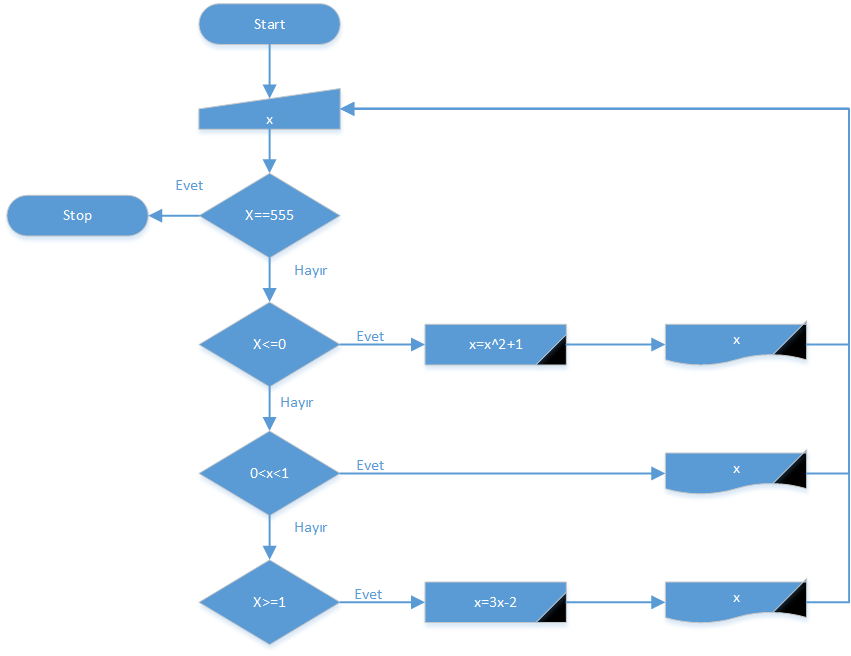 Start
x
Evet
X==555
Stop
Hayır
X<=0
Evet
x=x^2+1
x
Hayır
0<x<1
Evet
x
Hayır
X>=1
Evet
x=3x-2
x